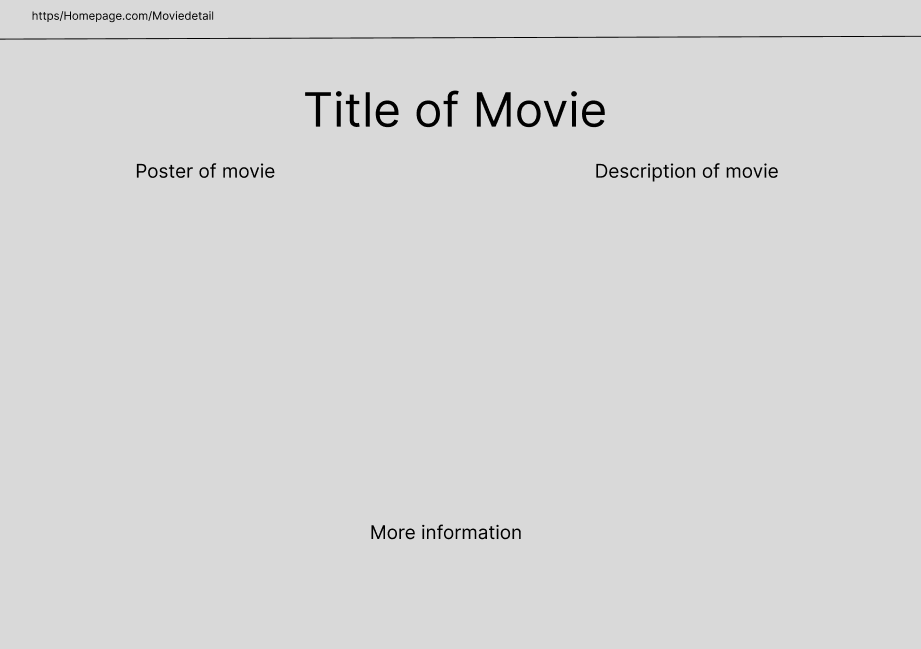 https/Homepage.com/Moviedetail
Title of Movie
Poster of movie
Description of movie
More information